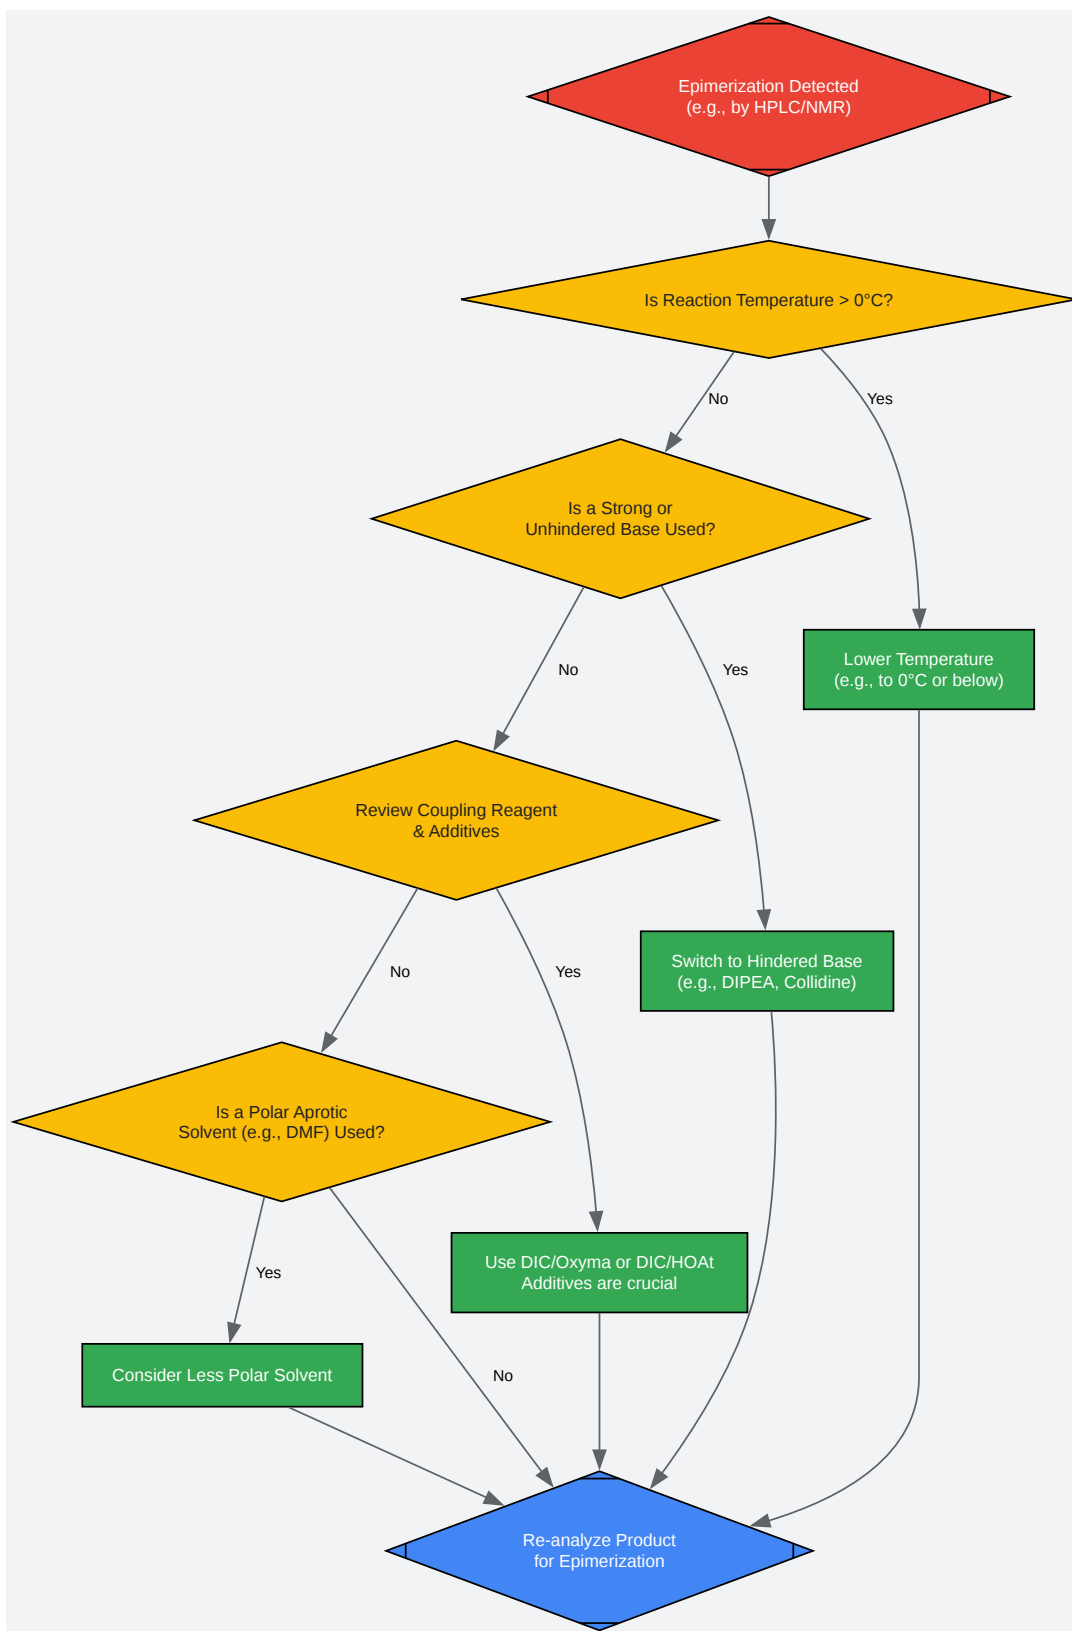 Epimerization Detected
(e.g., by HPLC/NMR)
Is Reaction Temperature > 0°C?
No
Yes
Is a Strong or
Unhindered Base Used?
No
Yes
Lower Temperature
(e.g., to 0°C or below)
Review Coupling Reagent
& Additives
No
Yes
Switch to Hindered Base
(e.g., DIPEA, Collidine)
Is a Polar Aprotic
Solvent (e.g., DMF) Used?
Yes
No
Use DIC/Oxyma or DIC/HOAt
Additives are crucial
Consider Less Polar Solvent
Re-analyze Product
for Epimerization